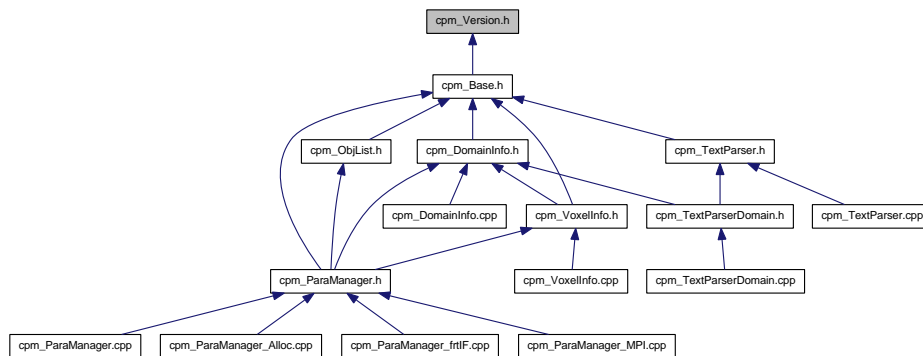 cpm_Version.h
cpm_Base.h
cpm_ObjList.h
cpm_DomainInfo.h
cpm_TextParser.h
cpm_DomainInfo.cpp
cpm_VoxelInfo.h
cpm_TextParserDomain.h
cpm_TextParser.cpp
cpm_ParaManager.h
cpm_VoxelInfo.cpp
cpm_TextParserDomain.cpp
cpm_ParaManager.cpp
cpm_ParaManager_Alloc.cpp
cpm_ParaManager_frtIF.cpp
cpm_ParaManager_MPI.cpp